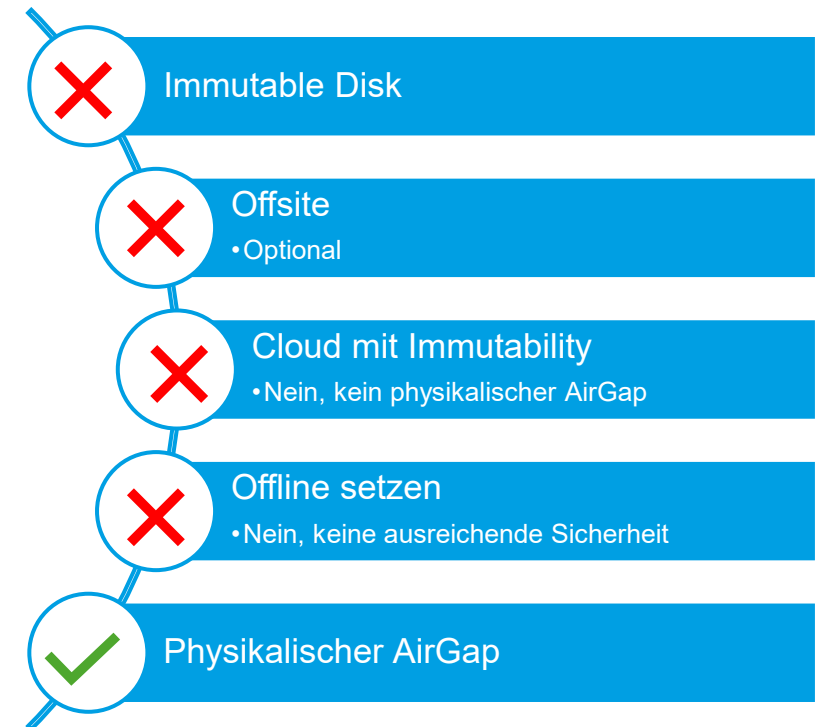 Immutable Disk
Offsite
•Optional
Cloud mit Immutability
•Nein, kein physikalischer AirGap
Offline setzen
•Nein, keine ausreichende Sicherheit
Physikalischer AirGap